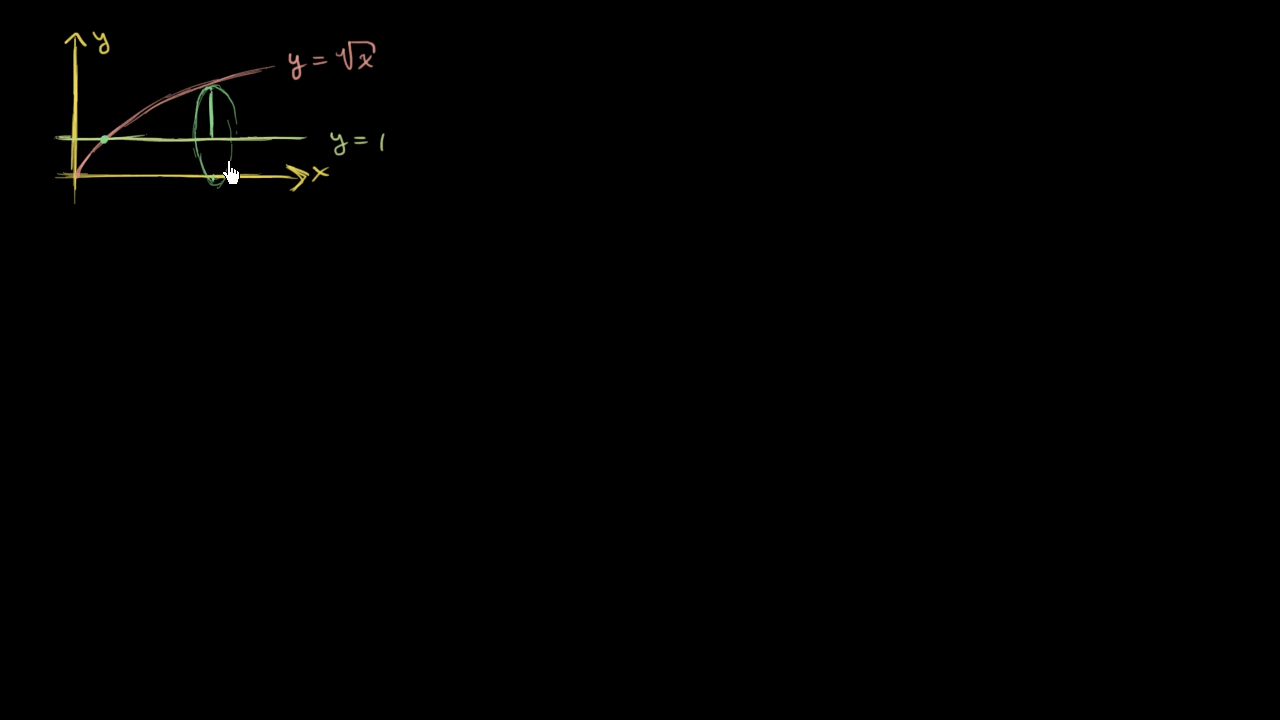 y
y = √x
y = 1
x